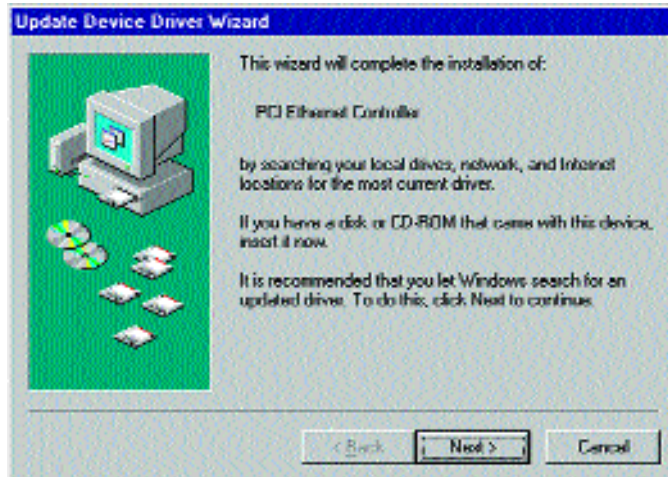 Update Device Driver Wizard
This wizard will complete the installation of:
PCI Ethernet Controller
by searching your local drives, network, and Internet
locations for the most current driver.
If you have a disk or CD-ROM that came with this device,
insert it now.
It is recommended that you let Windows search for an
updated driver. To do this, click Next to continue.
< Back
Next >
Cancel